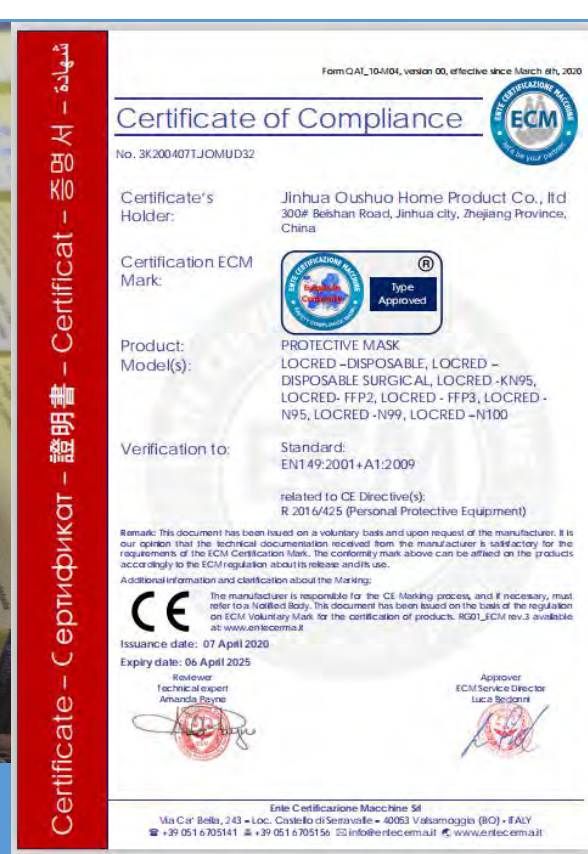 Form QAT_10-M04, version 00, effective since March 6th, 2020
Certificate of Compliance
ENTE CERTIFICAZIONE MACCHINE
ECM
let's be your partner
No. 3K200407T.JOMUD32
Certificate's
Holder:
Jinhua Oushuo Home Product Co., ltd
300# Beishan Road, Jinhua city, Zhejiang Province,
China
Certification ECM
Mark:
Type
Approved
®
Product:
PROTECTIVE MASK
Model(s):
LOCRED –DISPOSABLE, LOCRED –
DISPOSABLE SURGICAL, LOCRED -KN95,
LOCRED- FFP2, LOCRED - FFP3, LOCRED -
N95, LOCRED -N99, LOCRED –N100
Verification to:
Standard:
EN149:2001+A1:2009
related to CE Directive(s):
R 2016/425 (Personal Protective Equipment)
Remark: This document has been issued on a voluntary basis and upon request of the manufacturer. It is
our opinion that the technical documentation received from the manufacturer is satisfactory for the
requirements of the ECM Certification Mark. The conformity mark above can be affixed on the products
accordingly to the ECM regulation about its release and its use.
Additional information and clarification about the Marking:
CE
The manufacturer is responsible for the CE Marking process, and if necessary, must
refer to a Notified Body. This document has been issued on the basis of the regulation
on ECM Voluntary Mark for the certification of products. RG01_ECM rev.3 available
at: www.entecerma.it
Issuance date: 07 April 2020
Expiry date: 06 April 2025
Reviewer
Technical expert
Amanda Payne
Approver
ECM Service Director
Luca Bedonni
Ente Certificazione Macchine Srl
Via Ca' Bella, 243 – Loc. Castello di Serravalle – 40053 Valsamoggia (BO) - ITALY
+39 051 6705141 +39 051 6705156 info@entecerma.it www.entecerma.it
Certificate – Сертификат – 證明書 – Certificat – 증명서 – شهادة